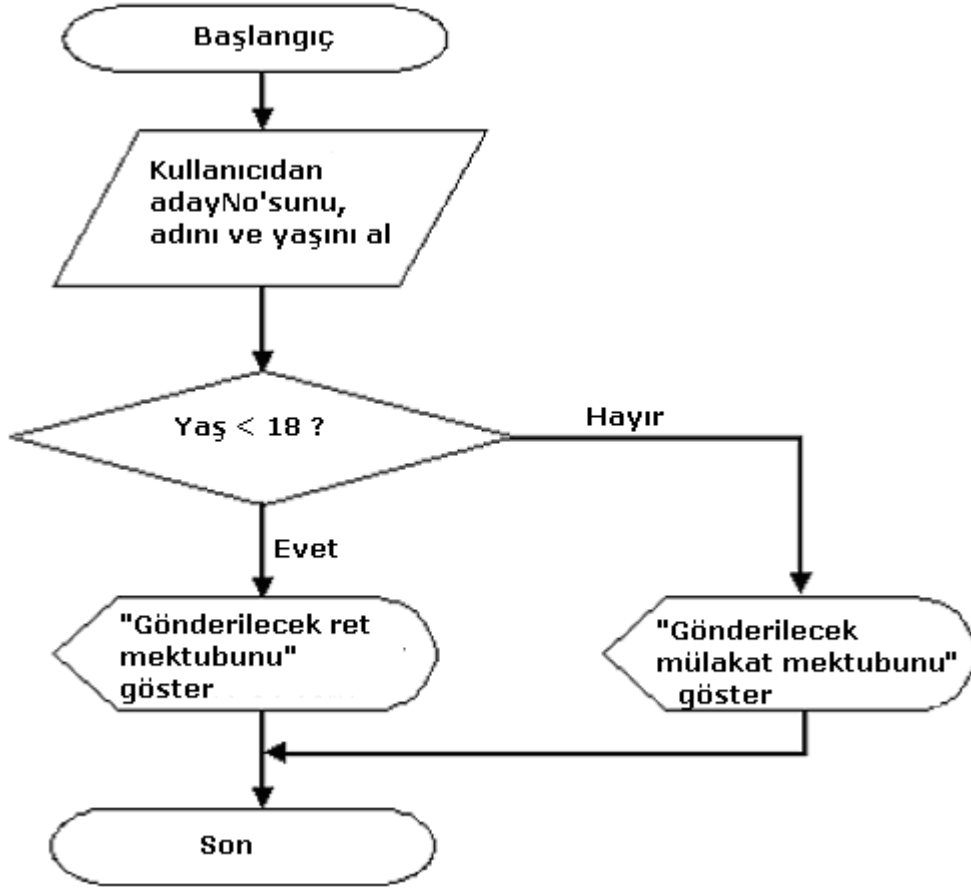 Başlangıç
Kullanıcıdan
adayNo'sunu,
adını ve yaşını al
Yaş < 18 ?
Hayır
Evet
"Gönderilecek ret
mektubunu"
göster
"Gönderilecek
mülakat mektubunu"
göster
Son